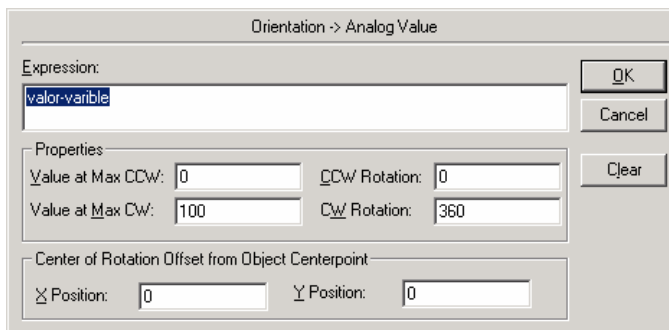 Orientation -> Analog Value
Expression:
valor-varible
OK
Cancel
Clear
Properties
Value at Max CCW: 0 CCW Rotation: 0
Value at Max CW: 100 CW Rotation: 360
Center of Rotation Offset from Object Centerpoint
X Position: 0 Y Position: 0